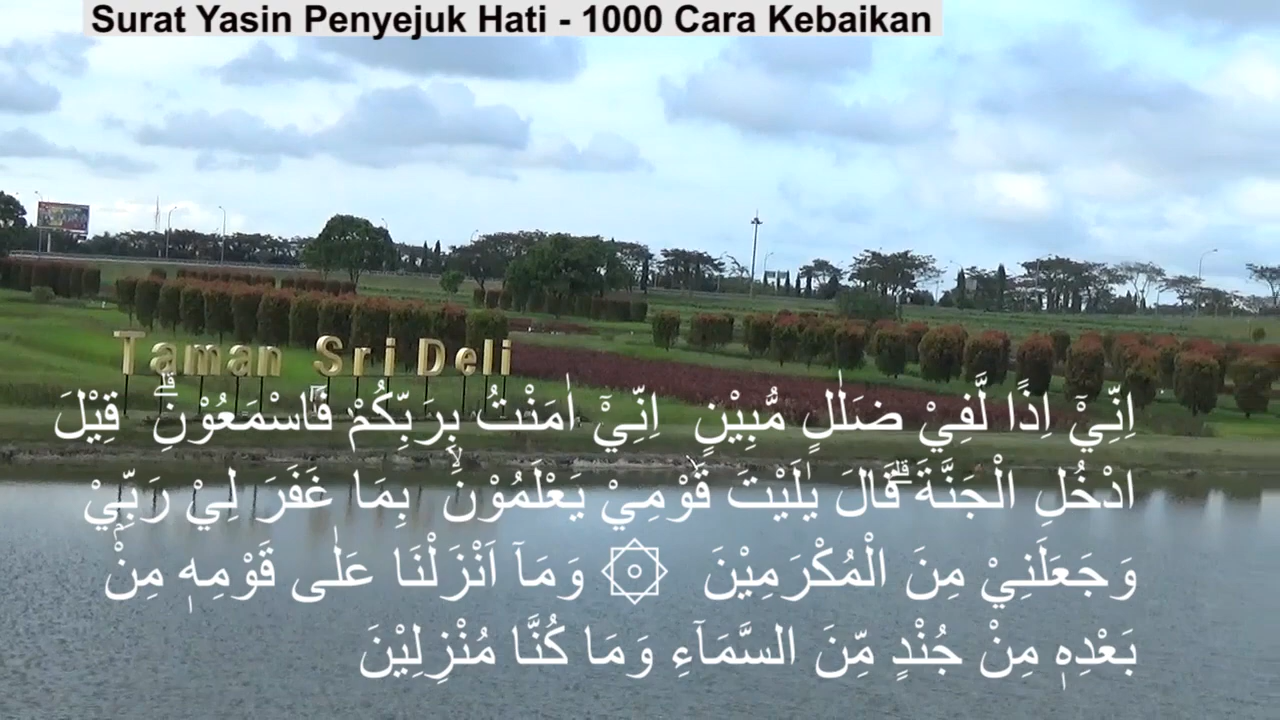 Surat Yasin Penyejuk Hati - 1000 Cara Kebaikan
Taman Sri Deli
اِنِّيْٓ اِذًا لَّفِيْ ضَلٰلٍ مُّبِيْنٍ اِنِّيْٓ اٰمَنْتُ بِرَبِّكُمْ فَاسْمَعُوْنِۗ قِيْلَ
ادْخُلِ الْجَنَّةَ ۗقَالَ يٰلَيْتَ قَوْمِيْ يَعْلَمُوْنَۙ بِمَا غَفَرَ لِيْ رَبِّيْ
وَجَعَلَنِيْ مِنَ الْمُكْرَمِيْنَ ۞ وَمَآ اَنْزَلْنَا عَلٰى قَوْمِهٖ مِنْۢ
بَعْدِهٖ مِنْ جُنْدٍ مِّنَ السَّمَاۤءِ وَمَا كُنَّا مُنْزِلِيْنَ